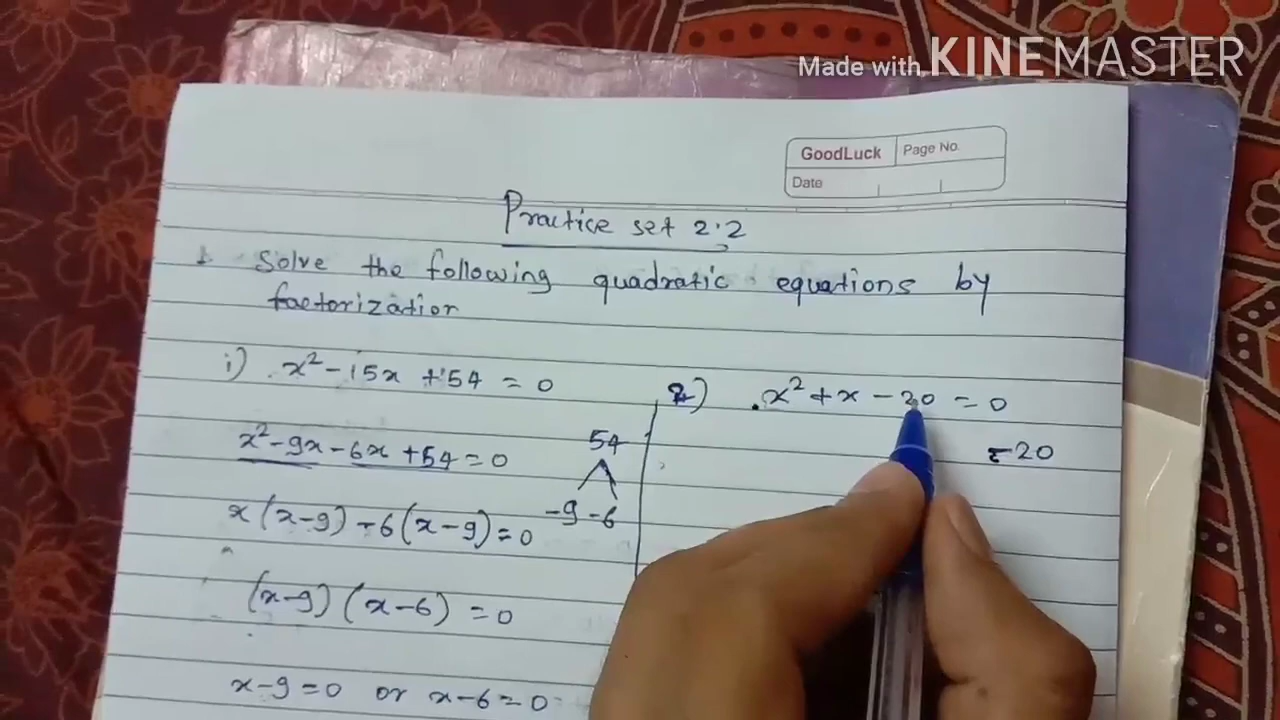 Made with KINEMASTER
GoodLuck Page No.
Date
Practice set 2.2
1. Solve the following quadratic equations by
factorization
i) x² - 15x + 54 = 0
x² - 9x - 6x + 54 = 0
54
-9 -6
x(x-9) - 6(x-9) = 0
(x-9) (x-6) = 0
x-9 = 0 or x-6 = 0
2) x² + x - 20 = 0
-20